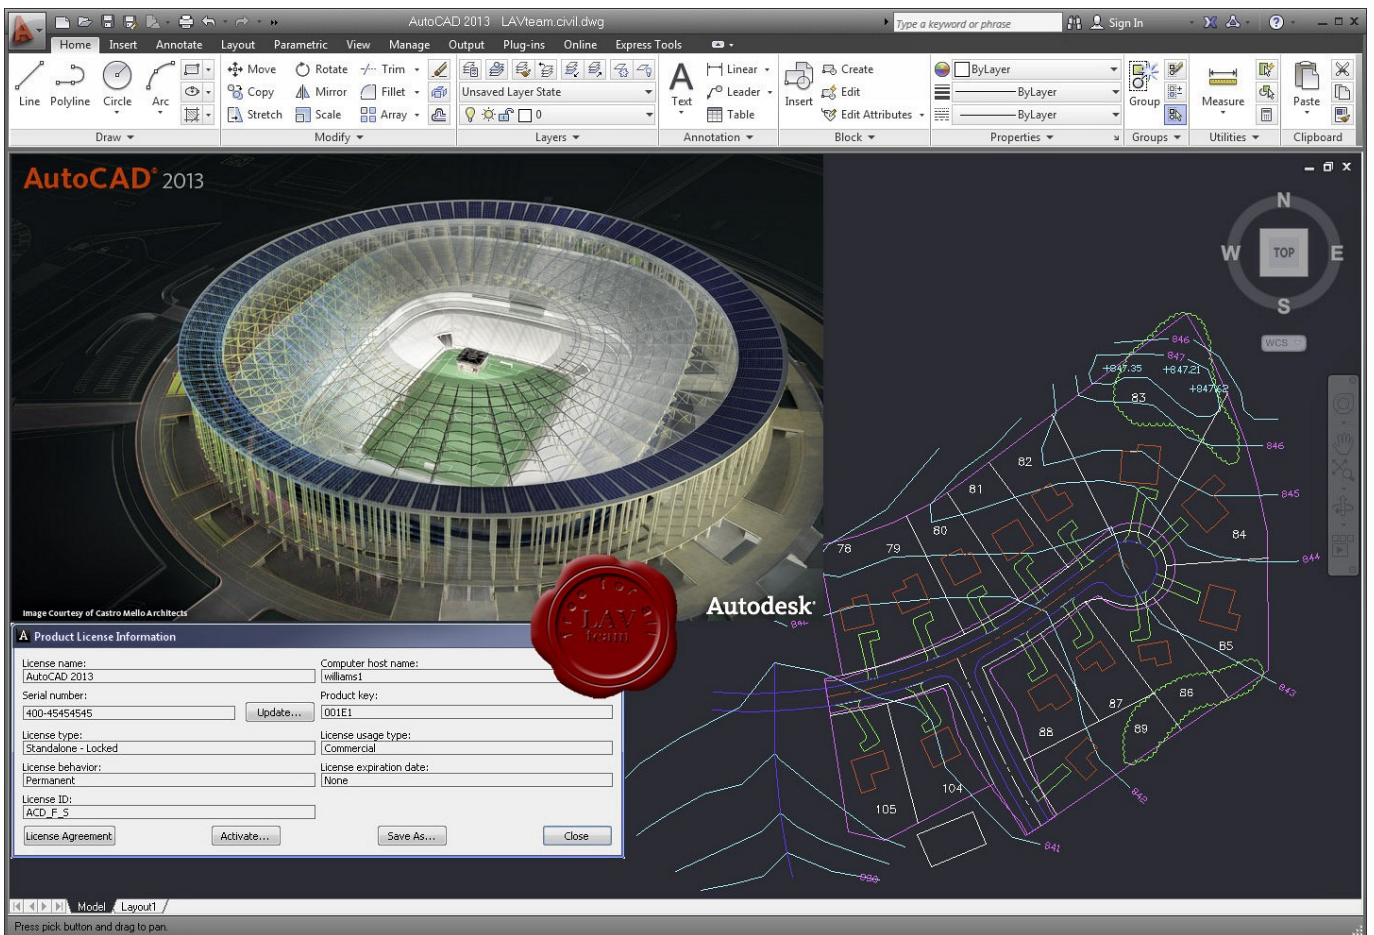 AutoCAD 2013 LAVteam.civil.dwg
Type a keyword or phrase
Sign In
Home Insert Annotate Layout Parametric View Manage Output Plug-ins Online Express Tools
Line Polyline Circle Arc
Move Rotate Trim
Copy Mirror Fillet
Stretch Scale Array
Unsaved Layer State
0
Text
Linear
Leader
Table
Insert
Create
Edit
Edit Attributes
ByLayer
ByLayer
ByLayer
Group
Measure
Paste
Draw Modify Layers Annotation Block Properties Groups Utilities Clipboard
AutoCAD 2013
N
W TOP E
S
WCS
846
847
+847.35 +847.21
+847.62
83
846
82
845
81
84
80
844
78 79
85
843
86
87
88 89
842
104
105
841
Image Courtesy of Castro Mello Architects
Autodesk
free for all
LAV
team
A Product License Information
License name: Computer host name:
AutoCAD 2013 williams1
Serial number: Product key:
400-45454545 Update... 001E1
License type: License usage type:
Standalone - Locked Commercial
License behavior: License expiration date:
Permanent None
License ID:
ACD_F_S
License Agreement Activate... Save As... Close
Model Layout1
Press pick button and drag to pan.